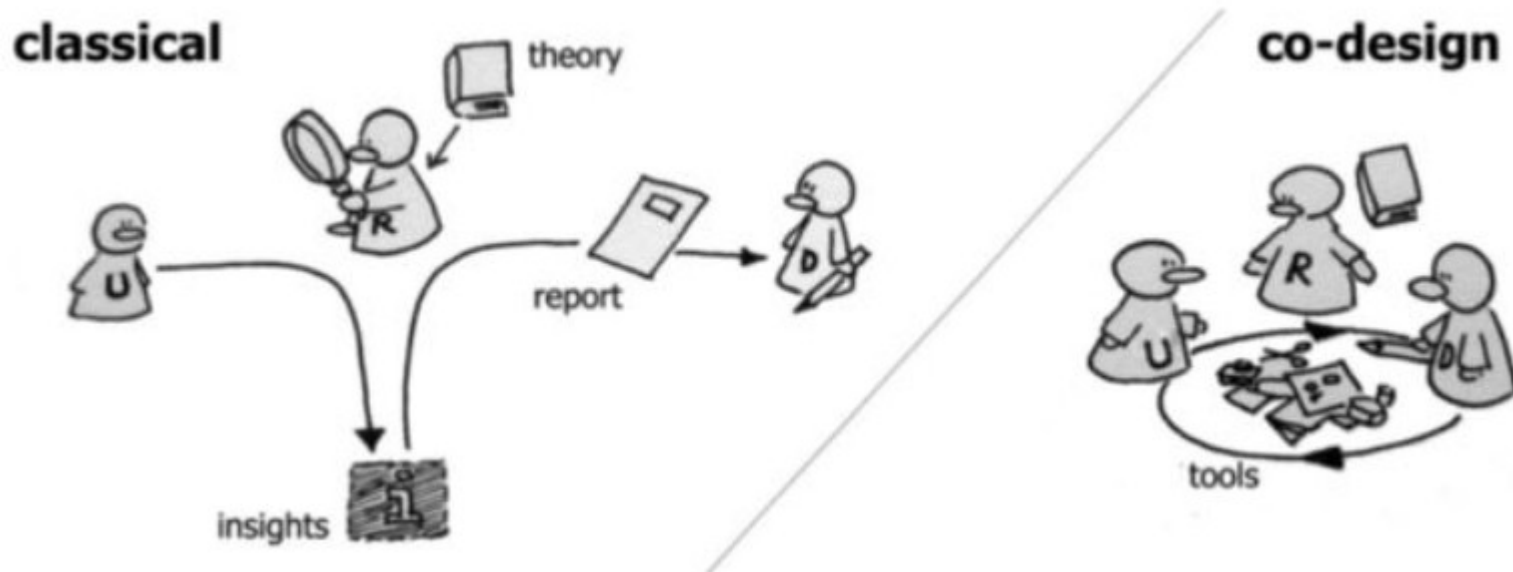 classical
theory
R
U
report
D
insights
i
co-design
R
U
D
tools